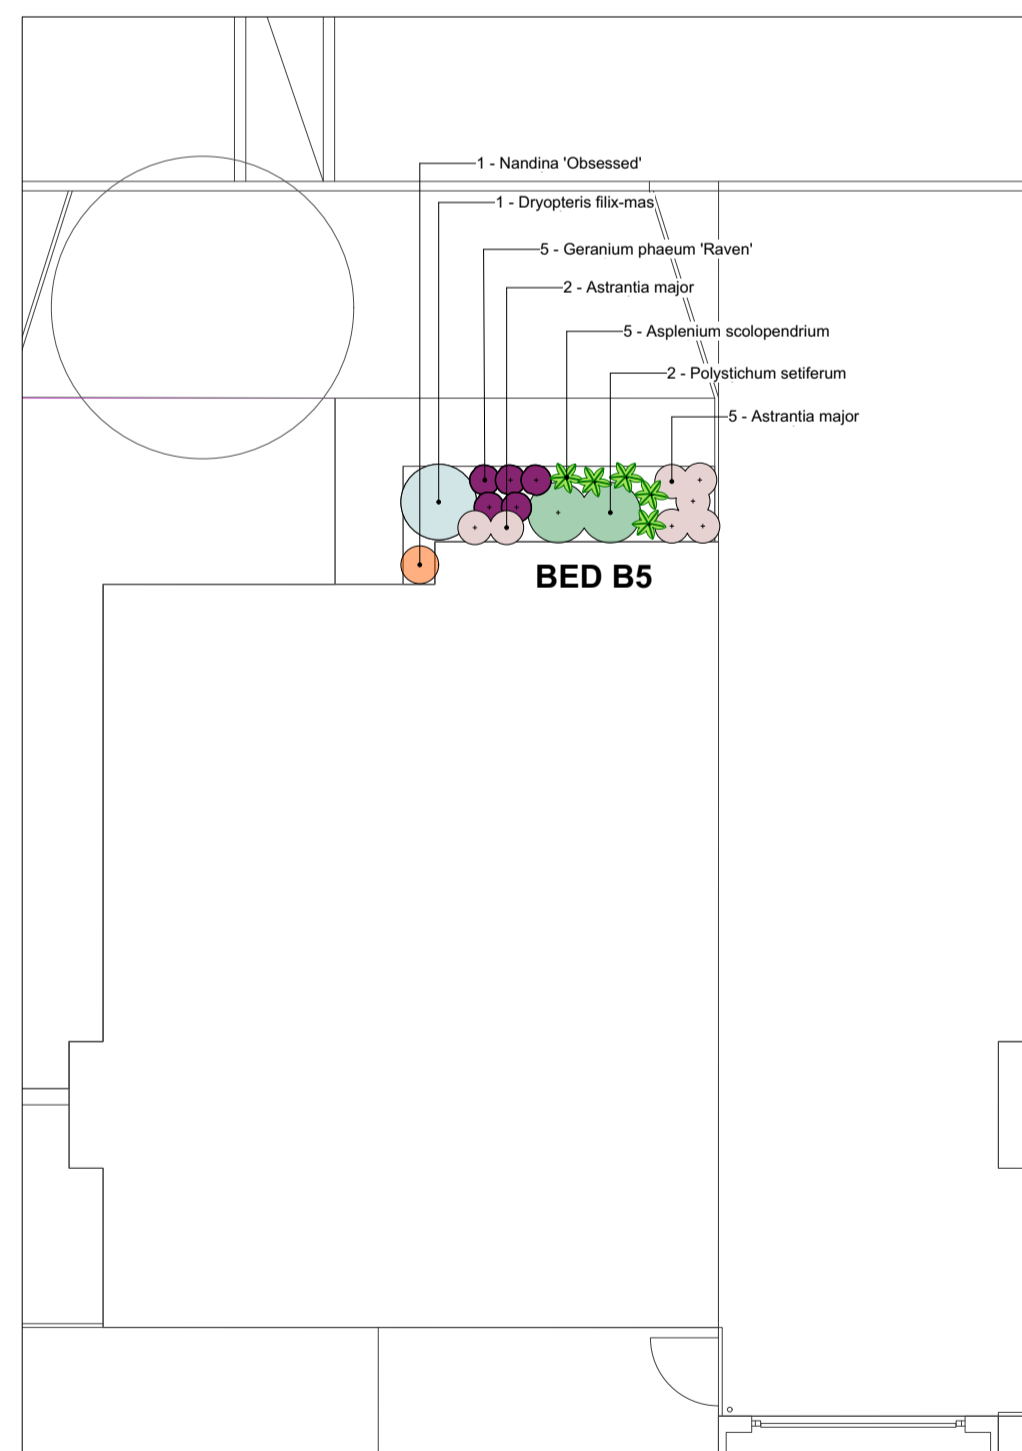 1 - Nandina 'Obsessed'
1 - Dryopteris filix-mas
5 - Geranium phaeum 'Raven'
2 - Astrantia major
5 - Asplenium scolopendrium
2 - Polystichum setiferum
5 - Astrantia major
BED B5